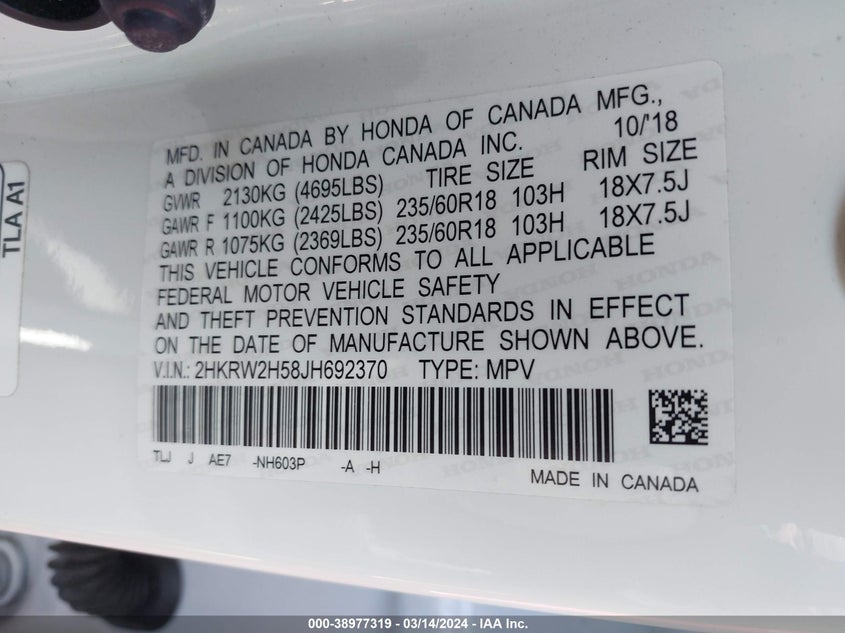 TLA A1
MFD. IN CANADA BY HONDA OF CANADA MFG.,
A DIVISION OF HONDA CANADA INC. 10/'18
GVWR 2130KG (4695LBS) TIRE SIZE RIM SIZE
GAWR F 1100KG (2425LBS) 235/60R18 103H 18X7.5J
GAWR R 1075KG (2369LBS) 235/60R18 103H 18X7.5J
THIS VEHICLE CONFORMS TO ALL APPLICABLE
FEDERAL MOTOR VEHICLE SAFETY
AND THEFT PREVENTION STANDARDS IN EFFECT
ON THE DATE OF MANUFACTURE SHOWN ABOVE.
V.I.N.: 2HKRW2H58JH692370 TYPE: MPV
TLJ J AE7 -NH603P -A -H
MADE IN CANADA
000-38977319 - 03/14/2024 - IAA Inc.